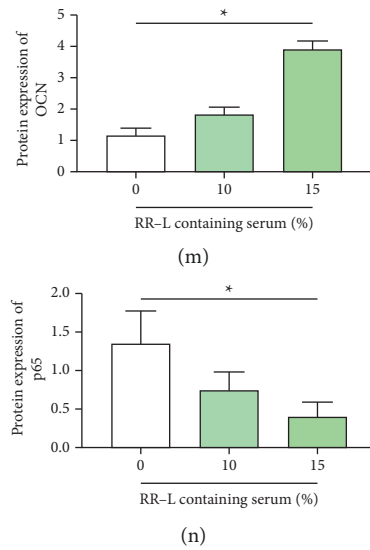 Protein expression of
OCN
5
4
3
2
1
0
*
0 10 15
RR–L containing serum (%)
(m)
Protein expression of
p65
2.0
1.5
1.0
0.5
0.0
*
0 10 15
RR–L containing serum (%)
(n)